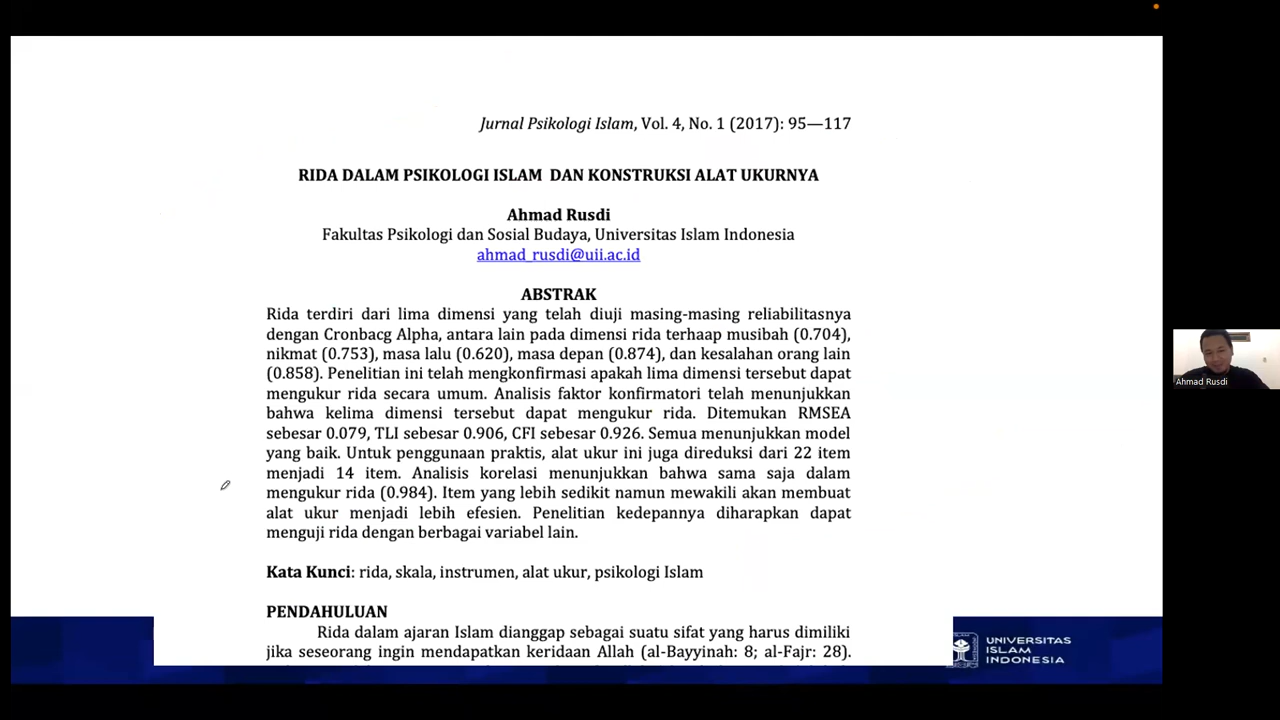 Jurnal Psikologi Islam, Vol. 4, No. 1 (2017): 95—117
RIDA DALAM PSIKOLOGI ISLAM DAN KONSTRUKSI ALAT UKURNYA
Ahmad Rusdi
Fakultas Psikologi dan Sosial Budaya, Universitas Islam Indonesia
ahmad_rusdi@uii.ac.id
ABSTRAK
Rida terdiri dari lima dimensi yang telah diuji masing-masing reliabilitasnya
dengan Cronbacg Alpha, antara lain pada dimensi rida terhaap musibah (0.704),
nikmat (0.753), masa lalu (0.620), masa depan (0.874), dan kesalahan orang lain
(0.858). Penelitian ini telah mengkonfirmasi apakah lima dimensi tersebut dapat
mengukur rida secara umum. Analisis faktor konfirmatori telah menunjukkan
bahwa kelima dimensi tersebut dapat mengukur rida. Ditemukan RMSEA
sebesar 0.079, TLI sebesar 0.906, CFI sebesar 0.926. Semua menunjukkan model
yang baik. Untuk penggunaan praktis, alat ukur ini juga direduksi dari 22 item
menjadi 14 item. Analisis korelasi menunjukkan bahwa sama saja dalam
mengukur rida (0.984). Item yang lebih sedikit namun mewakili akan membuat
alat ukur menjadi lebih efesien. Penelitian kedepannya diharapkan dapat
menguji rida dengan berbagai variabel lain.
Kata Kunci: rida, skala, instrumen, alat ukur, psikologi Islam
PENDAHULUAN
Rida dalam ajaran Islam dianggap sebagai suatu sifat yang harus dimiliki
jika seseorang ingin mendapatkan keridaan Allah (al-Bayyinah: 8; al-Fajr: 28).
UNIVERSITAS
ISLAM
INDONESIA
Ahmad Rusdi